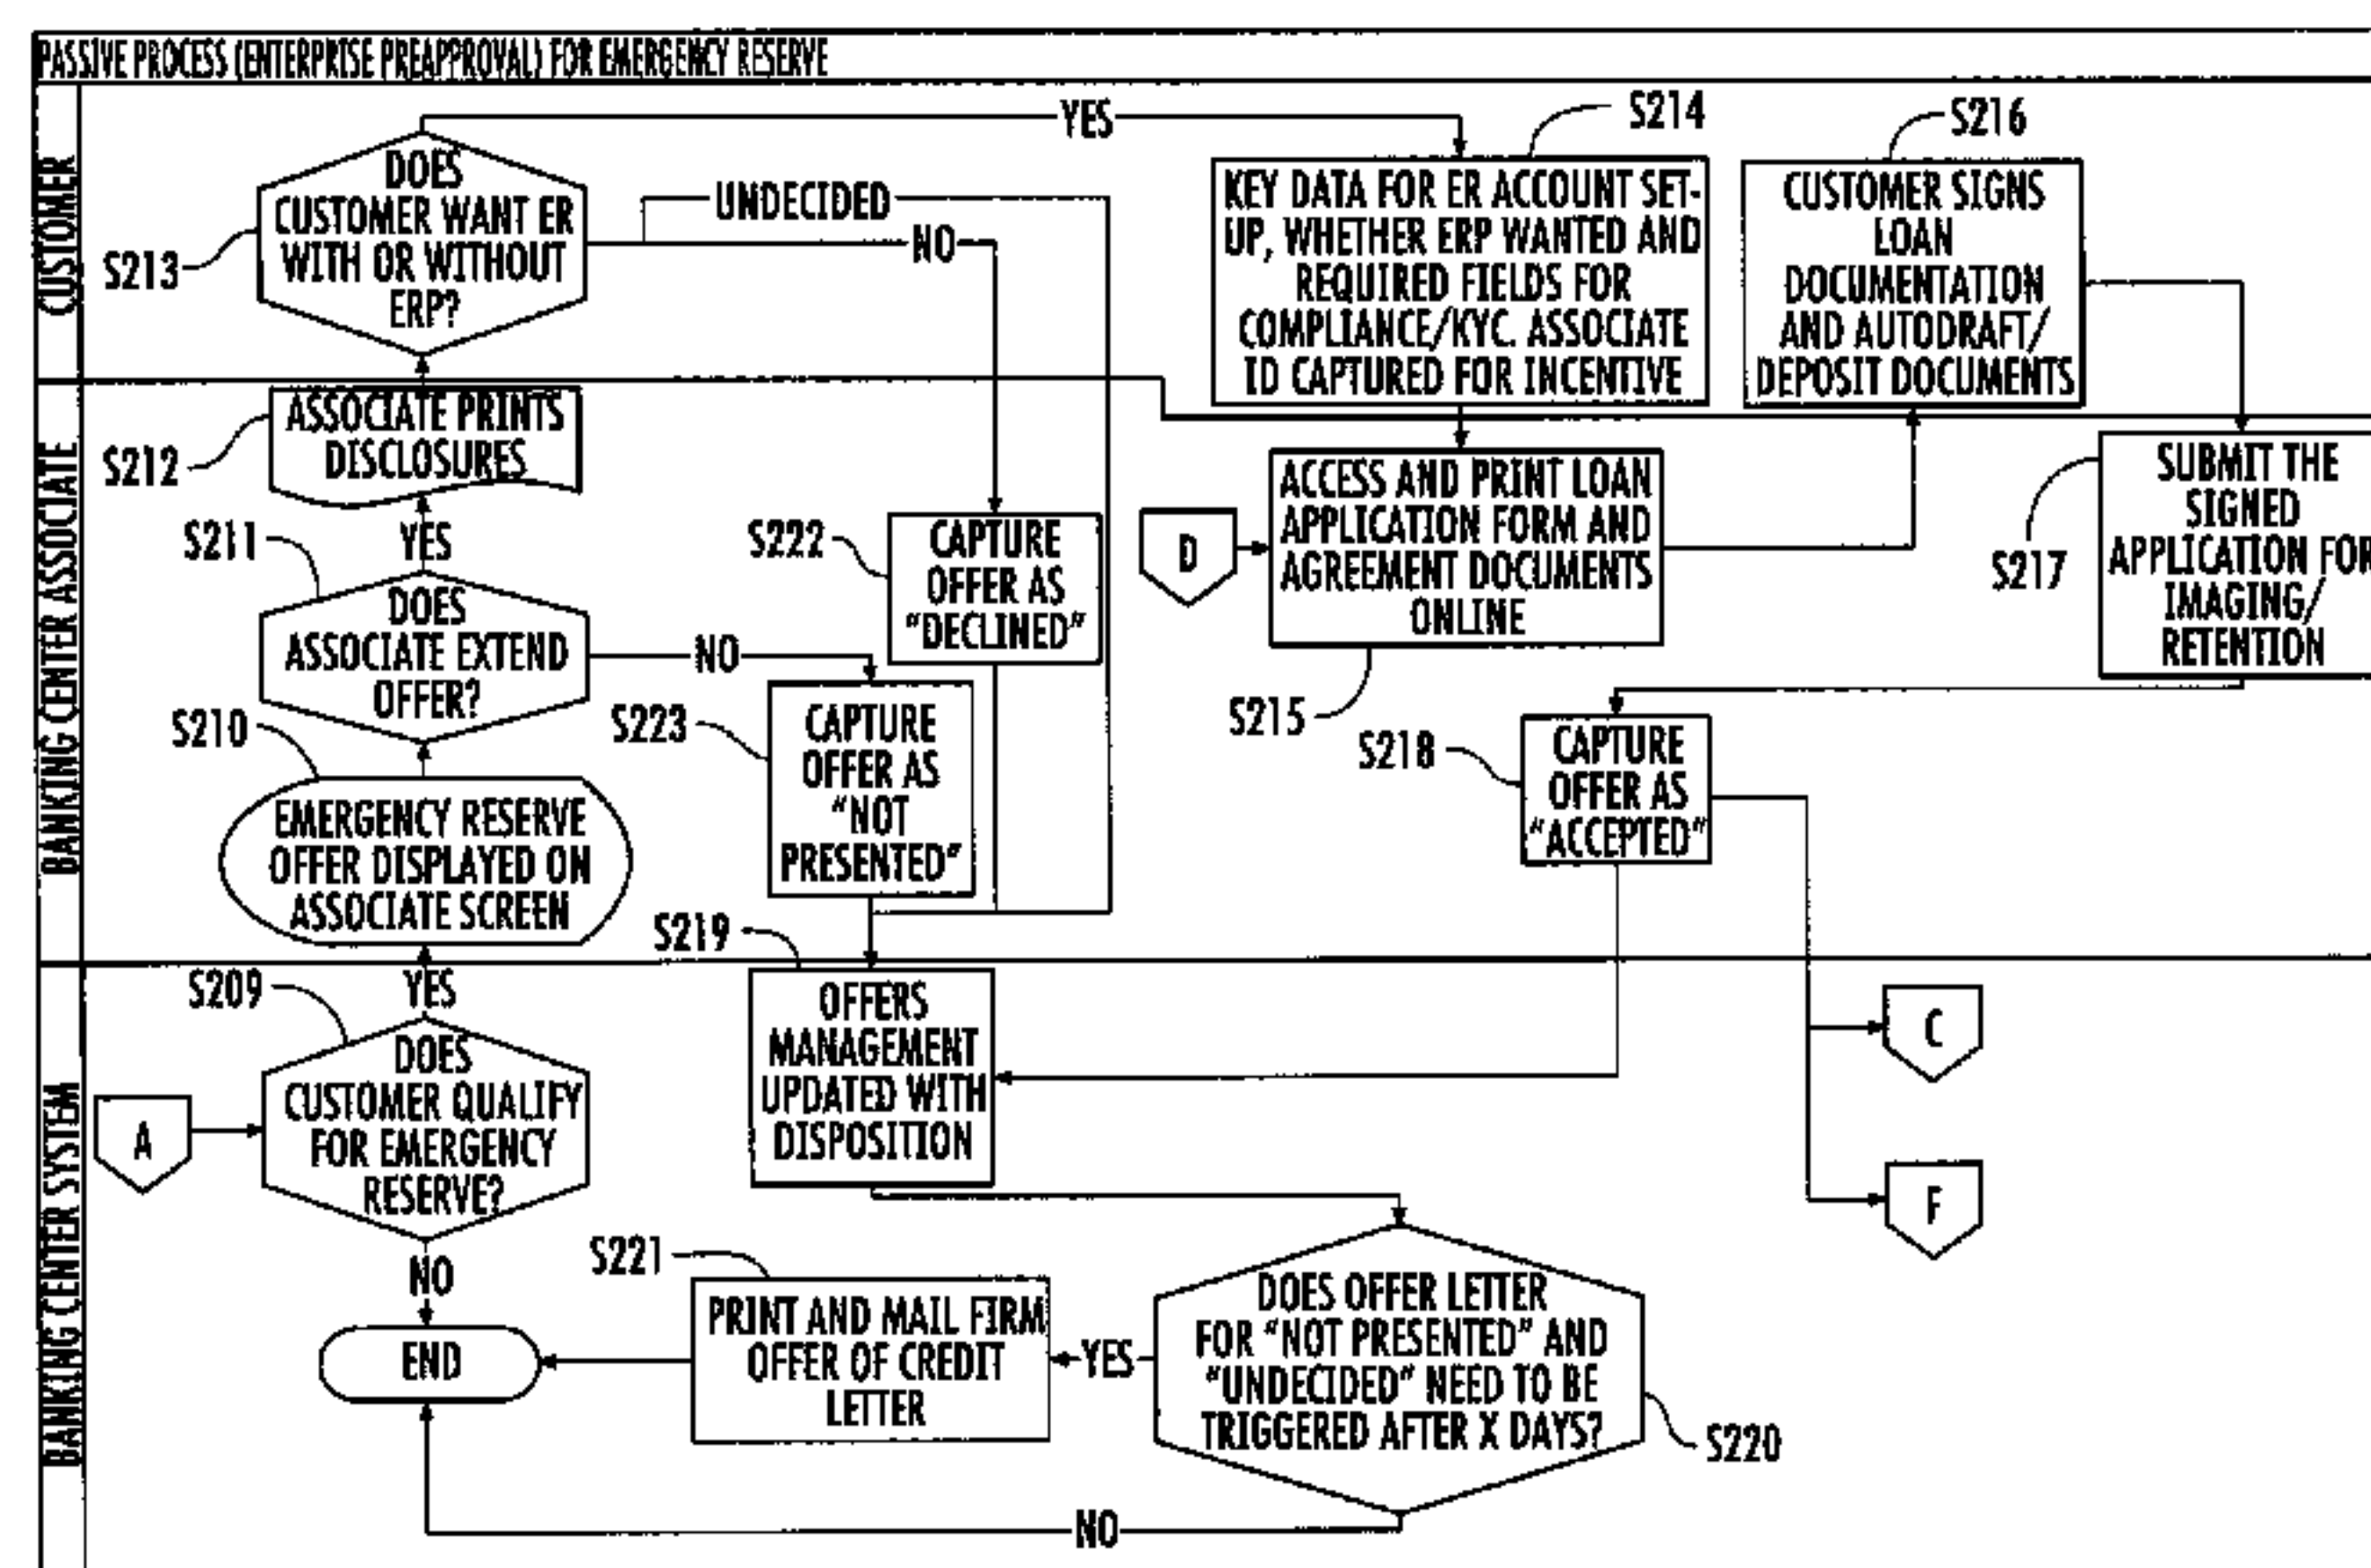 PASSIVE PROCESS (ENTERPRISE PREAPPROVAL) FOR EMERGENCY RESERVE
CUSTOMER
S213
DOES
CUSTOMER WANT ER
WITH OR WITHOUT
ERP?
YES
UNDECIDED
NO
S214
KEY DATA FOR ER ACCOUNT SET-
UP, WHETHER ERP WANTED AND
REQUIRED FIELDS FOR
COMPLIANCE/KYC. ASSOCIATE
ID CAPTURED FOR INCENTIVE
S216
CUSTOMER SIGNS
LOAN
DOCUMENTATION
AND AUTODRAFT/
DEPOSIT DOCUMENTS
BANKING CENTER ASSOCIATE
S212
ASSOCIATE PRINTS
DISCLOSURES
YES
S211
DOES
ASSOCIATE EXTEND
OFFER?
NO
S210
EMERGENCY RESERVE
OFFER DISPLAYED ON
ASSOCIATE SCREEN
S222
CAPTURE
OFFER AS
"DECLINED"
S223
CAPTURE
OFFER AS
"NOT
PRESENTED"
D
ACCESS AND PRINT LOAN
APPLICATION FORM AND
AGREEMENT DOCUMENTS
ONLINE
S215
S217
SUBMIT THE
SIGNED
APPLICATION FOR
IMAGING/
RETENTION
S218
CAPTURE
OFFER AS
"ACCEPTED"
BANKING CENTER SYSTEM
S209
YES
A
DOES
CUSTOMER QUALIFY
FOR EMERGENCY
RESERVE?
NO
END
S219
OFFERS
MANAGEMENT
UPDATED WITH
DISPOSITION
C
F
S221
PRINT AND MAIL FIRM
OFFER OF CREDIT
LETTER
YES
DOES OFFER LETTER
FOR "NOT PRESENTED" AND
"UNDECIDED" NEED TO BE
TRIGGERED AFTER X DAYS?
S220
NO